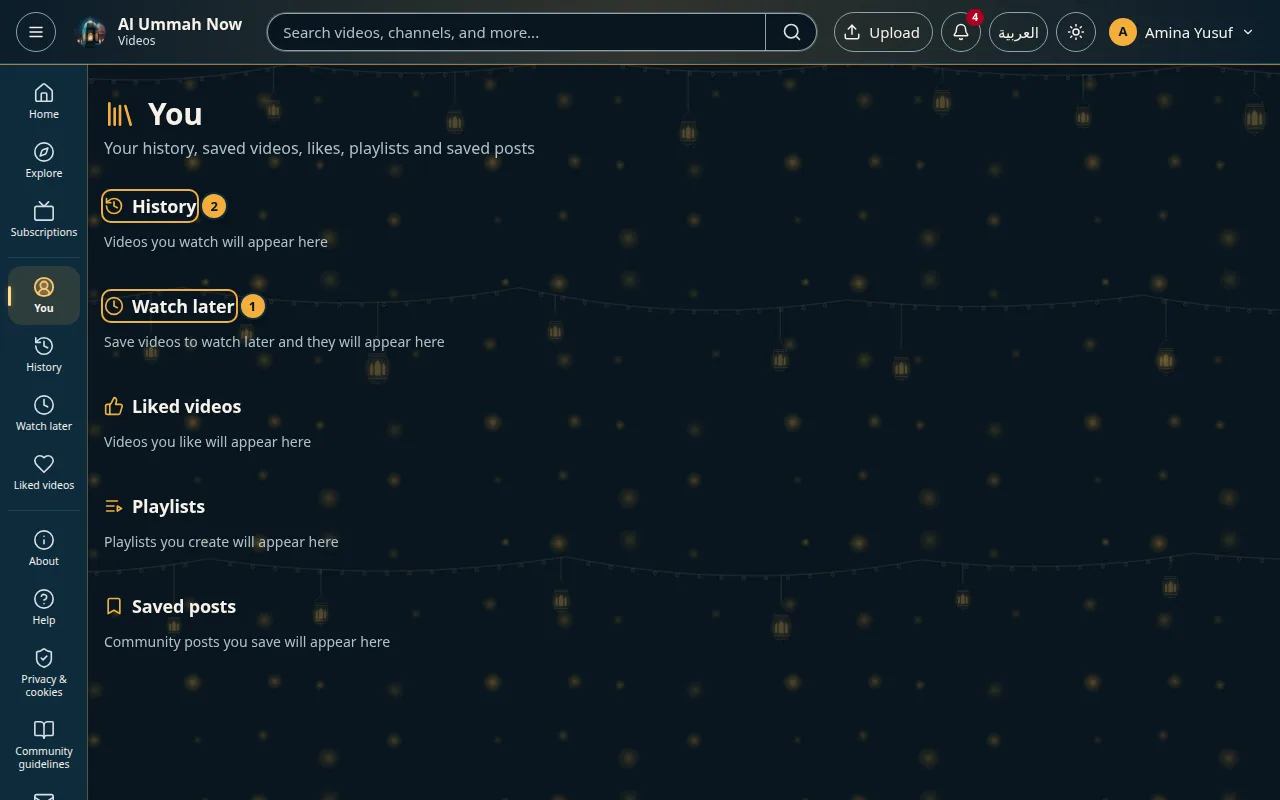 Al Ummah Now
Videos
Search videos, channels, and more...
Upload
4
العربية
A
Amina Yusuf
Home
Explore
Subscriptions
You
History
Watch later
Liked videos
About
Help
Privacy &
cookies
Community
guidelines
You
Your history, saved videos, likes, playlists and saved posts
History 2
Videos you watch will appear here
Watch later 1
Save videos to watch later and they will appear here
Liked videos
Videos you like will appear here
Playlists
Playlists you create will appear here
Saved posts
Community posts you save will appear here